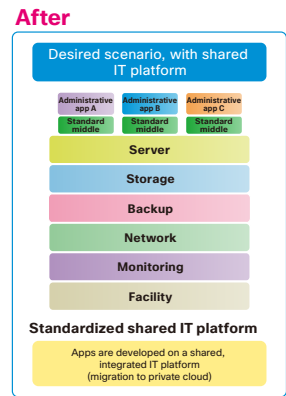 After
Desired scenario, with shared
IT platform
Administrative
app A
Administrative
app B
Administrative
app C
Standard
middle
Standard
middle
Standard
middle
Server
Storage
Backup
Network
Monitoring
Facility
Standardized shared IT platform
Apps are developed on a shared,
integrated IT platform
(migration to private cloud)